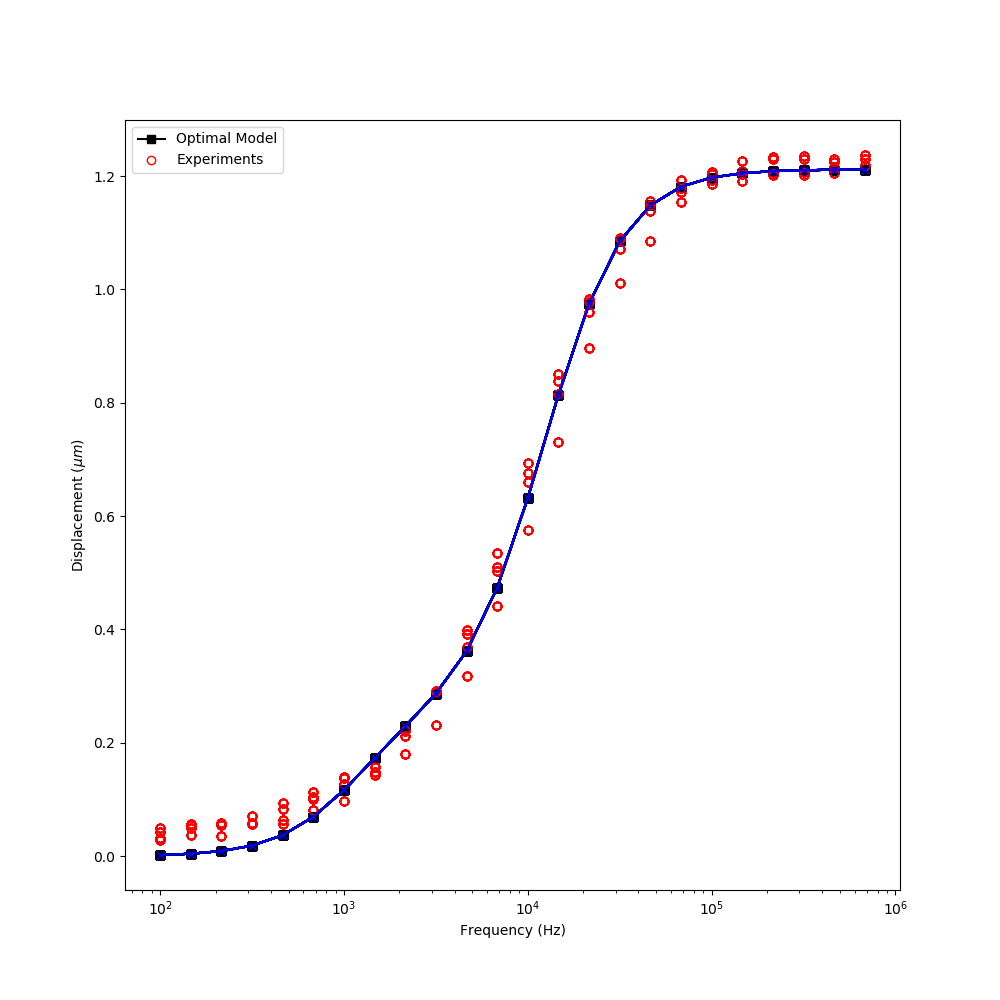 Optimal Model
Experiments
1.2
1.0
0.8
0.6
0.4
0.2
0.0
Displacement (μm)
10² 10³ 10⁴ 10⁵ 10⁶
Frequency (Hz)